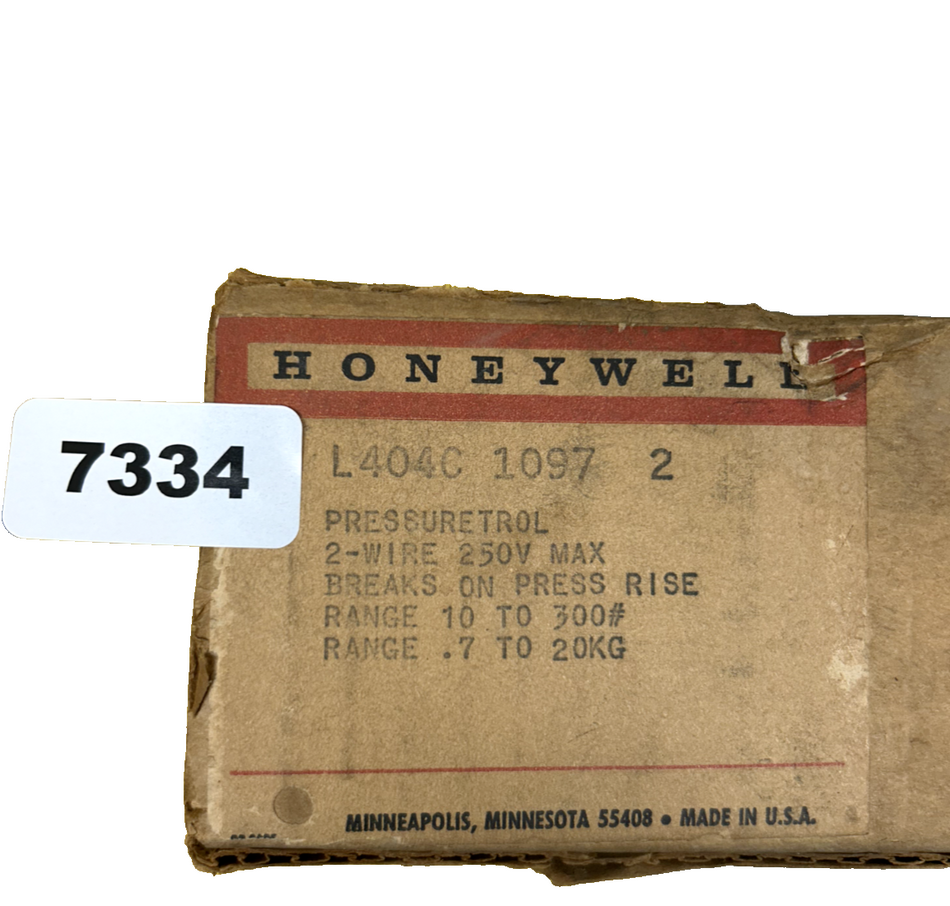 HONEYWELL
7334
L404C 1097 2
PRESSURETROL
2-WIRE 250V MAX
BREAKS ON PRESS RISE
RANGE 10 TO 300#
RANGE .7 TO 20KG
MINNEAPOLIS, MINNESOTA 55408 • MADE IN U.S.A.